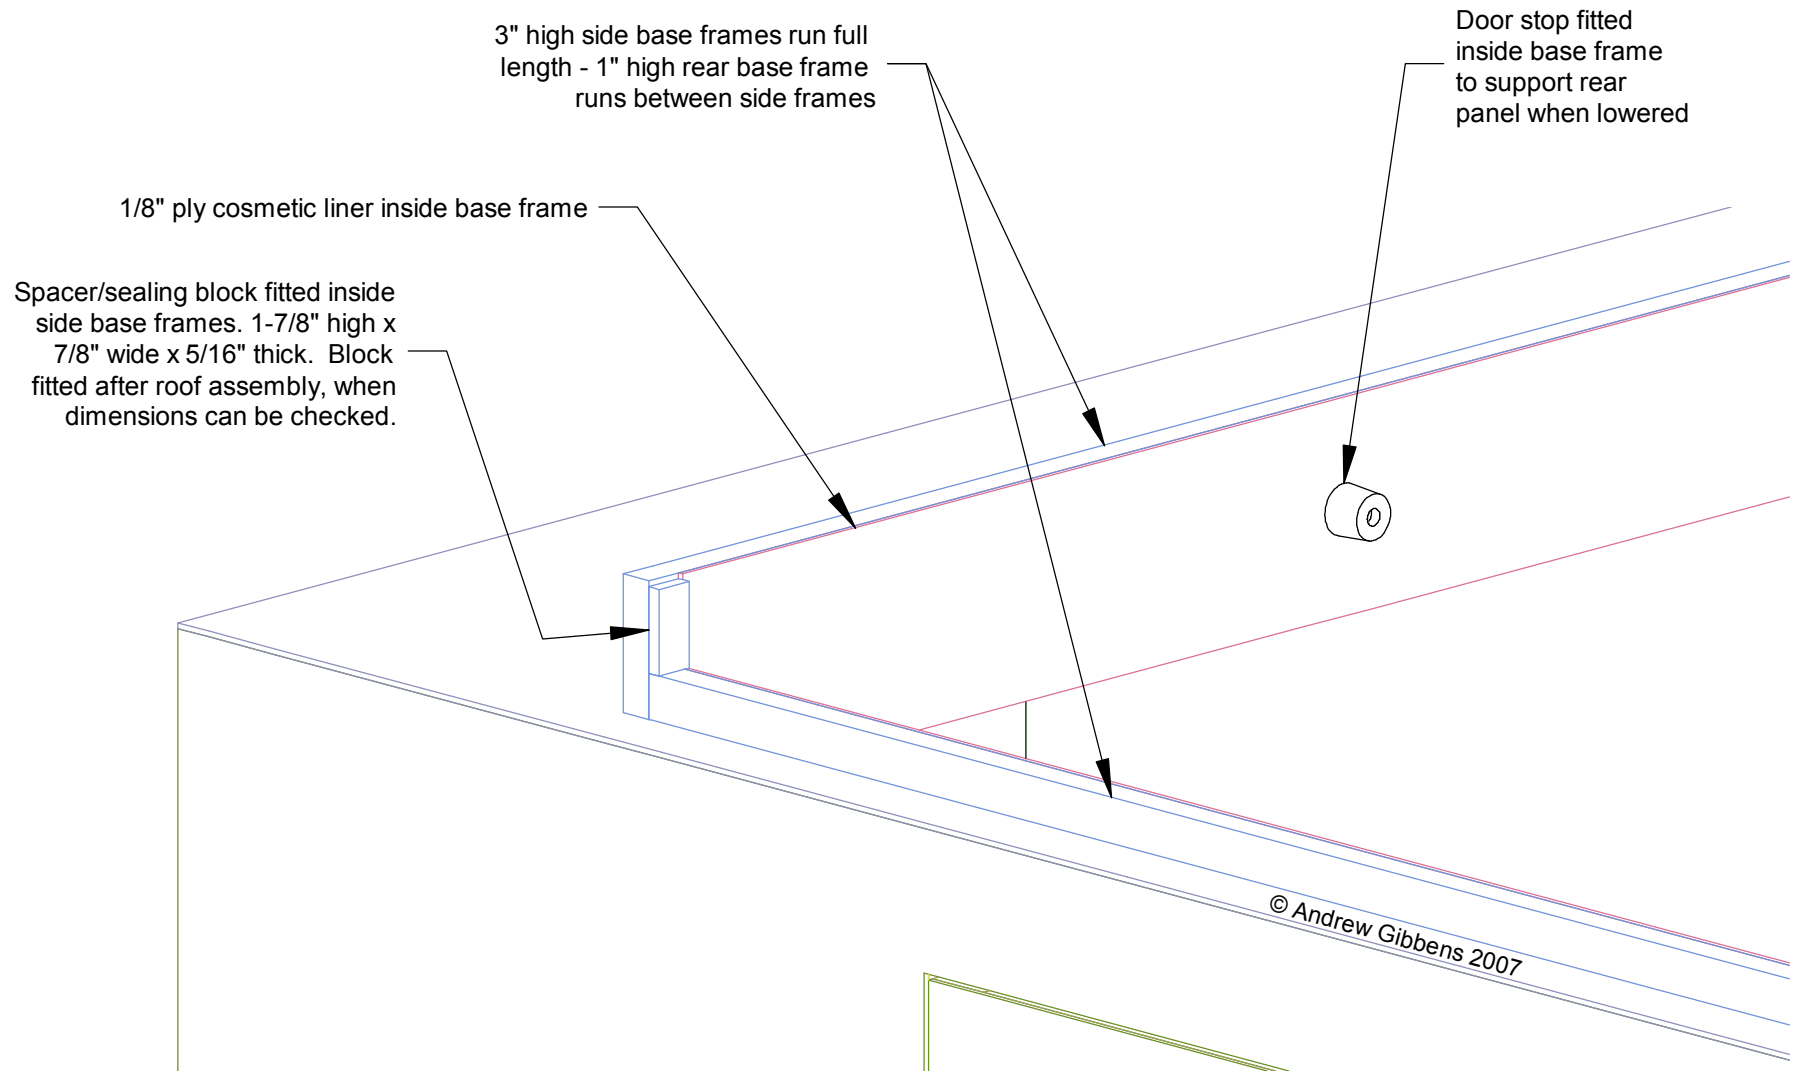 3" high side base frames run full
length - 1" high rear base frame
runs between side frames
Door stop fitted
inside base frame
to support rear
panel when lowered
1/8" ply cosmetic liner inside base frame
Spacer/sealing block fitted inside
side base frames. 1-7/8" high x
7/8" wide x 5/16" thick.  Block
fitted after roof assembly, when
dimensions can be checked.
© Andrew Gibbens 2007